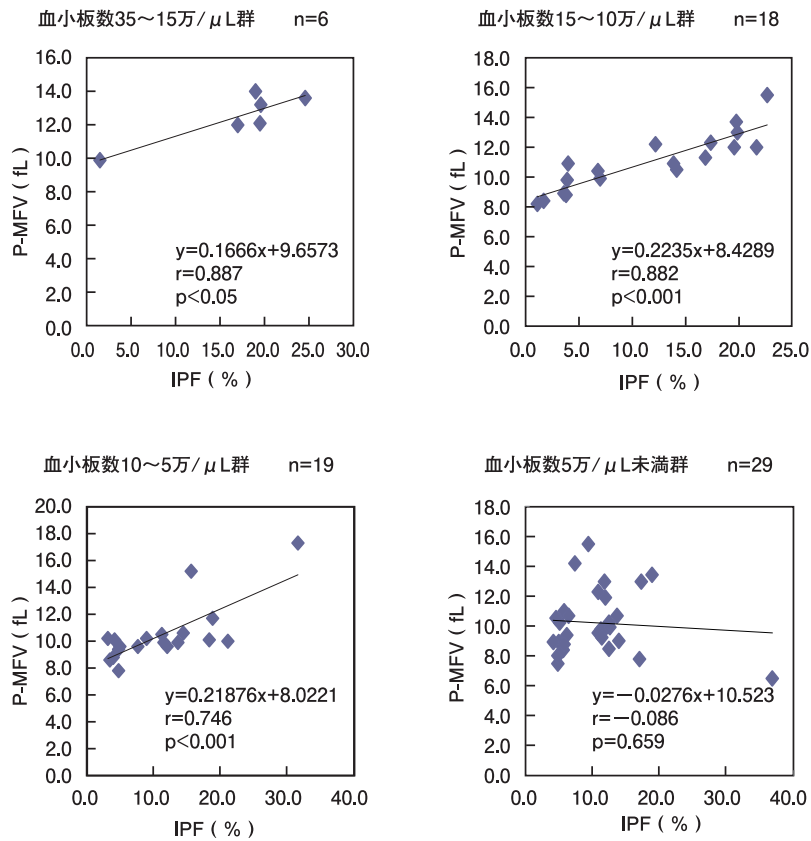 血小板数35～15万/μL群 n=6
16.0
14.0
12.0
10.0
8.0
6.0
4.0
2.0
0.0
P-MFV ( fL )
y=0.1666x+9.6573
r=0.887
p<0.05
0.0 5.0 10.0 15.0 20.0 25.0 30.0
IPF ( % )
血小板数15～10万/μL群 n=18
18.0
16.0
14.0
12.0
10.0
8.0
6.0
4.0
2.0
0.0
P-MFV ( fL )
y=0.2235x+8.4289
r=0.882
p<0.001
0.0 5.0 10.0 15.0 20.0 25.0
IPF ( % )
血小板数10～5万/μL群 n=19
20.0
18.0
16.0
14.0
12.0
10.0
8.0
6.0
4.0
2.0
0.0
P-MFV ( fL )
y=0.21876x+8.0221
r=0.746
p<0.001
0.0 10.0 20.0 30.0 40.0
IPF ( % )
血小板数5万/μL未満群 n=29
18.0
16.0
14.0
12.0
10.0
8.0
6.0
4.0
2.0
0.0
P-MFV ( fL )
y=－0.0276x+10.523
r=－0.086
p=0.659
0.0 10.0 20.0 30.0 40.0
IPF ( % )